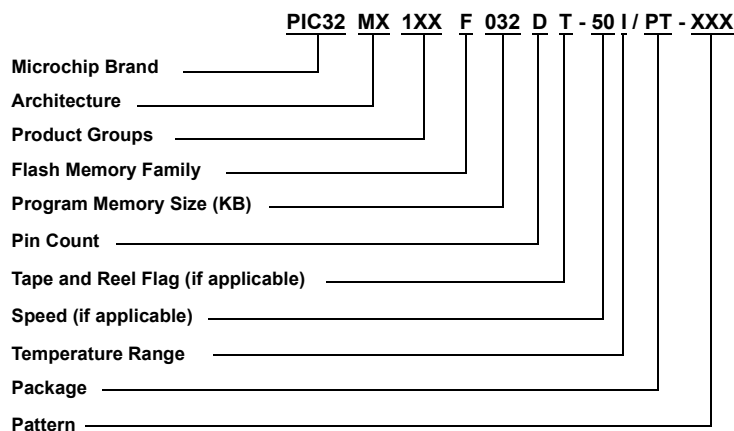 PIC32 MX 1XX F 032 D T - 50 I / PT - XXX
Microchip Brand
Architecture
Product Groups
Flash Memory Family
Program Memory Size (KB)
Pin Count
Tape and Reel Flag (if applicable)
Speed (if applicable)
Temperature Range
Package
Pattern